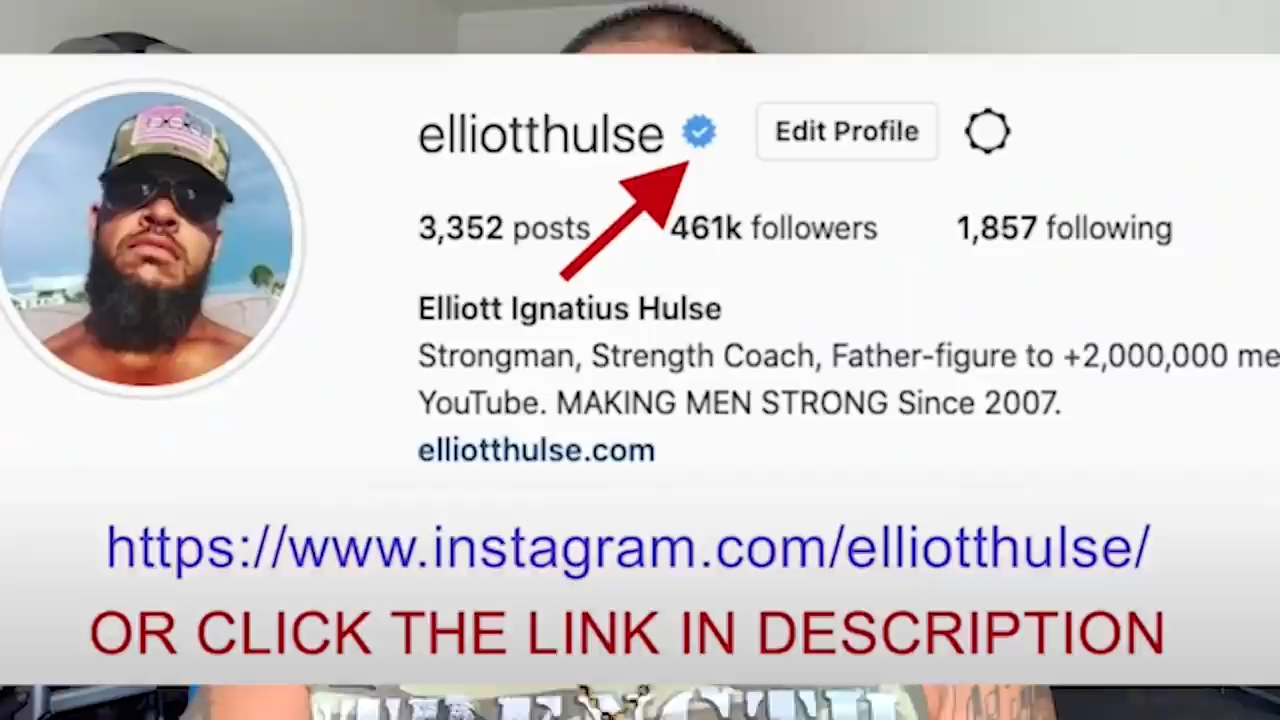 elliotthulse Edit Profile
3,352 posts 461k followers 1,857 following
Elliott Ignatius Hulse
Strongman, Strength Coach, Father-figure to +2,000,000 me
YouTube. MAKING MEN STRONG Since 2007.
elliotthulse.com
https://www.instagram.com/elliotthulse/
OR CLICK THE LINK IN DESCRIPTION